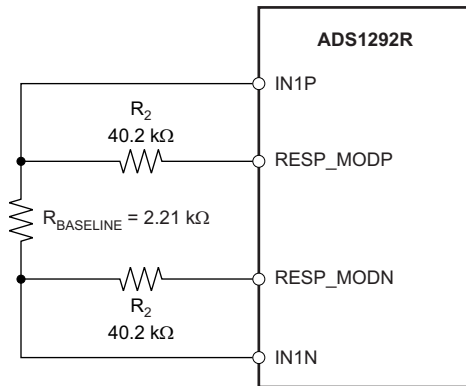 ADS1292R
IN1P
R2
40.2 kΩ
RESP_MODP
RBASELINE = 2.21 kΩ
RESP_MODN
R2
40.2 kΩ
IN1N